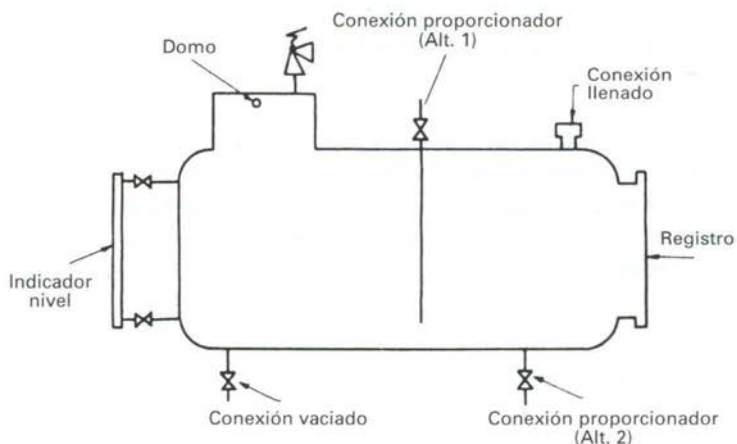 Conexión proporcionador
(Alt. 1)
Domo
Conexión
llenado
Registro
Indicador
nivel
Conexión vaciado
Conexión proporcionador
(Alt. 2)